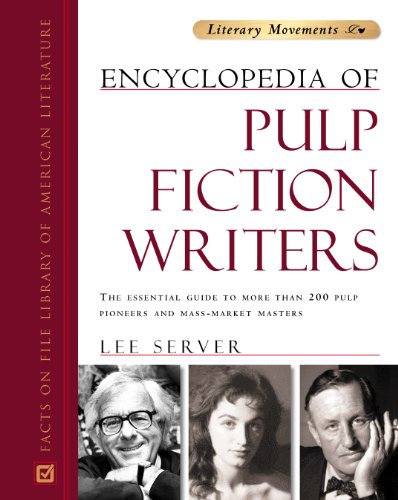 Literary Movements
ENCYCLOPEDIA OF
PULP
FICTION
WRITERS
THE ESSENTIAL GUIDE TO MORE THAN 200 PULP
PIONEERS AND MASS-MARKET MASTERS
LEE SERVER
FACTS ON FILE LIBRARY OF AMERICAN LITERATURE